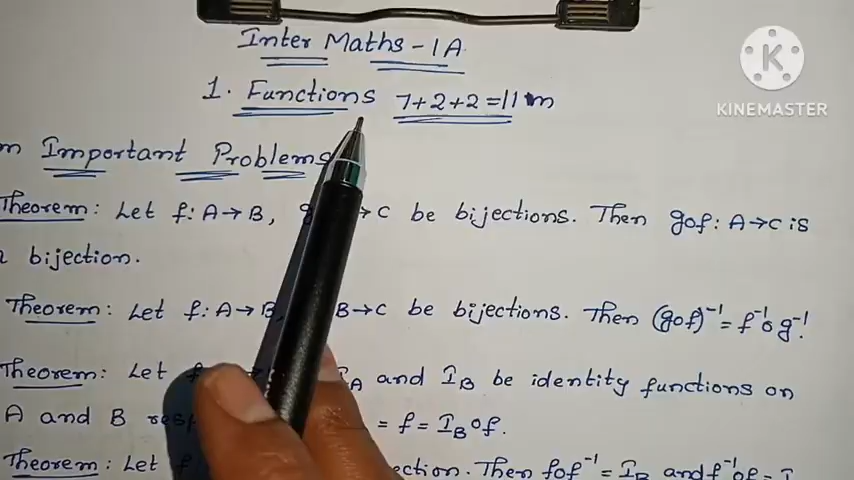 Inter Maths - 1A
1. Functions 7+2+2 = 11 m
m Important Problems
Theorem: Let f: A→B, g →C be bijections. Then gof: A→C is
a bijection.
Theorem: Let f: A→B, B→C be bijections. Then (gof)⁻¹ = f⁻¹o g⁻¹.
Theorem: Let f I_A and I_B be identity functions on
A and B = f = I_B of.
Theorem: Let f Then fof⁻¹ = I_B and f⁻¹of =
KINEMASTER